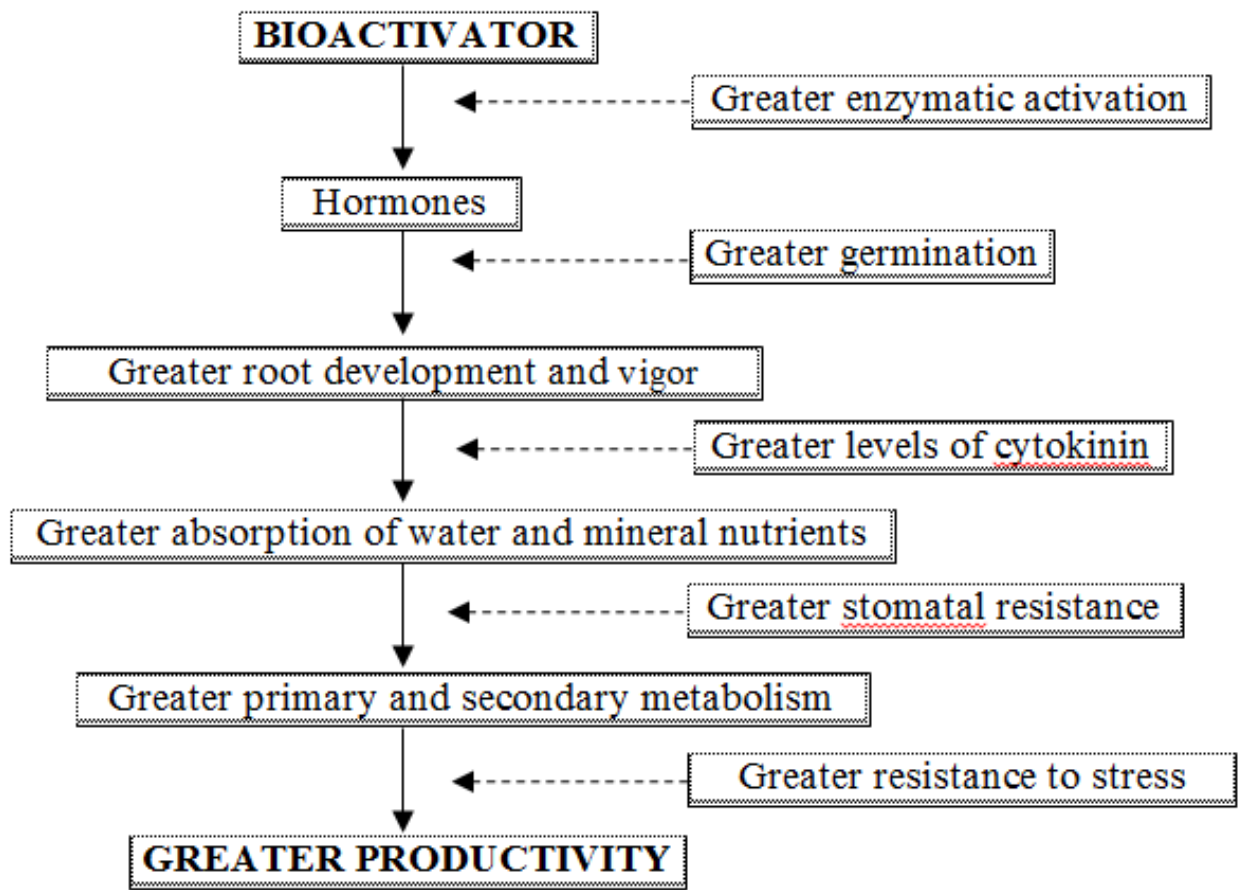 BIOACTIVATOR
Greater enzymatic activation
Hormones
Greater germination
Greater root development and vigor
Greater levels of cytokinin
Greater absorption of water and mineral nutrients
Greater stomatal resistance
Greater primary and secondary metabolism
Greater resistance to stress
GREATER PRODUCTIVITY